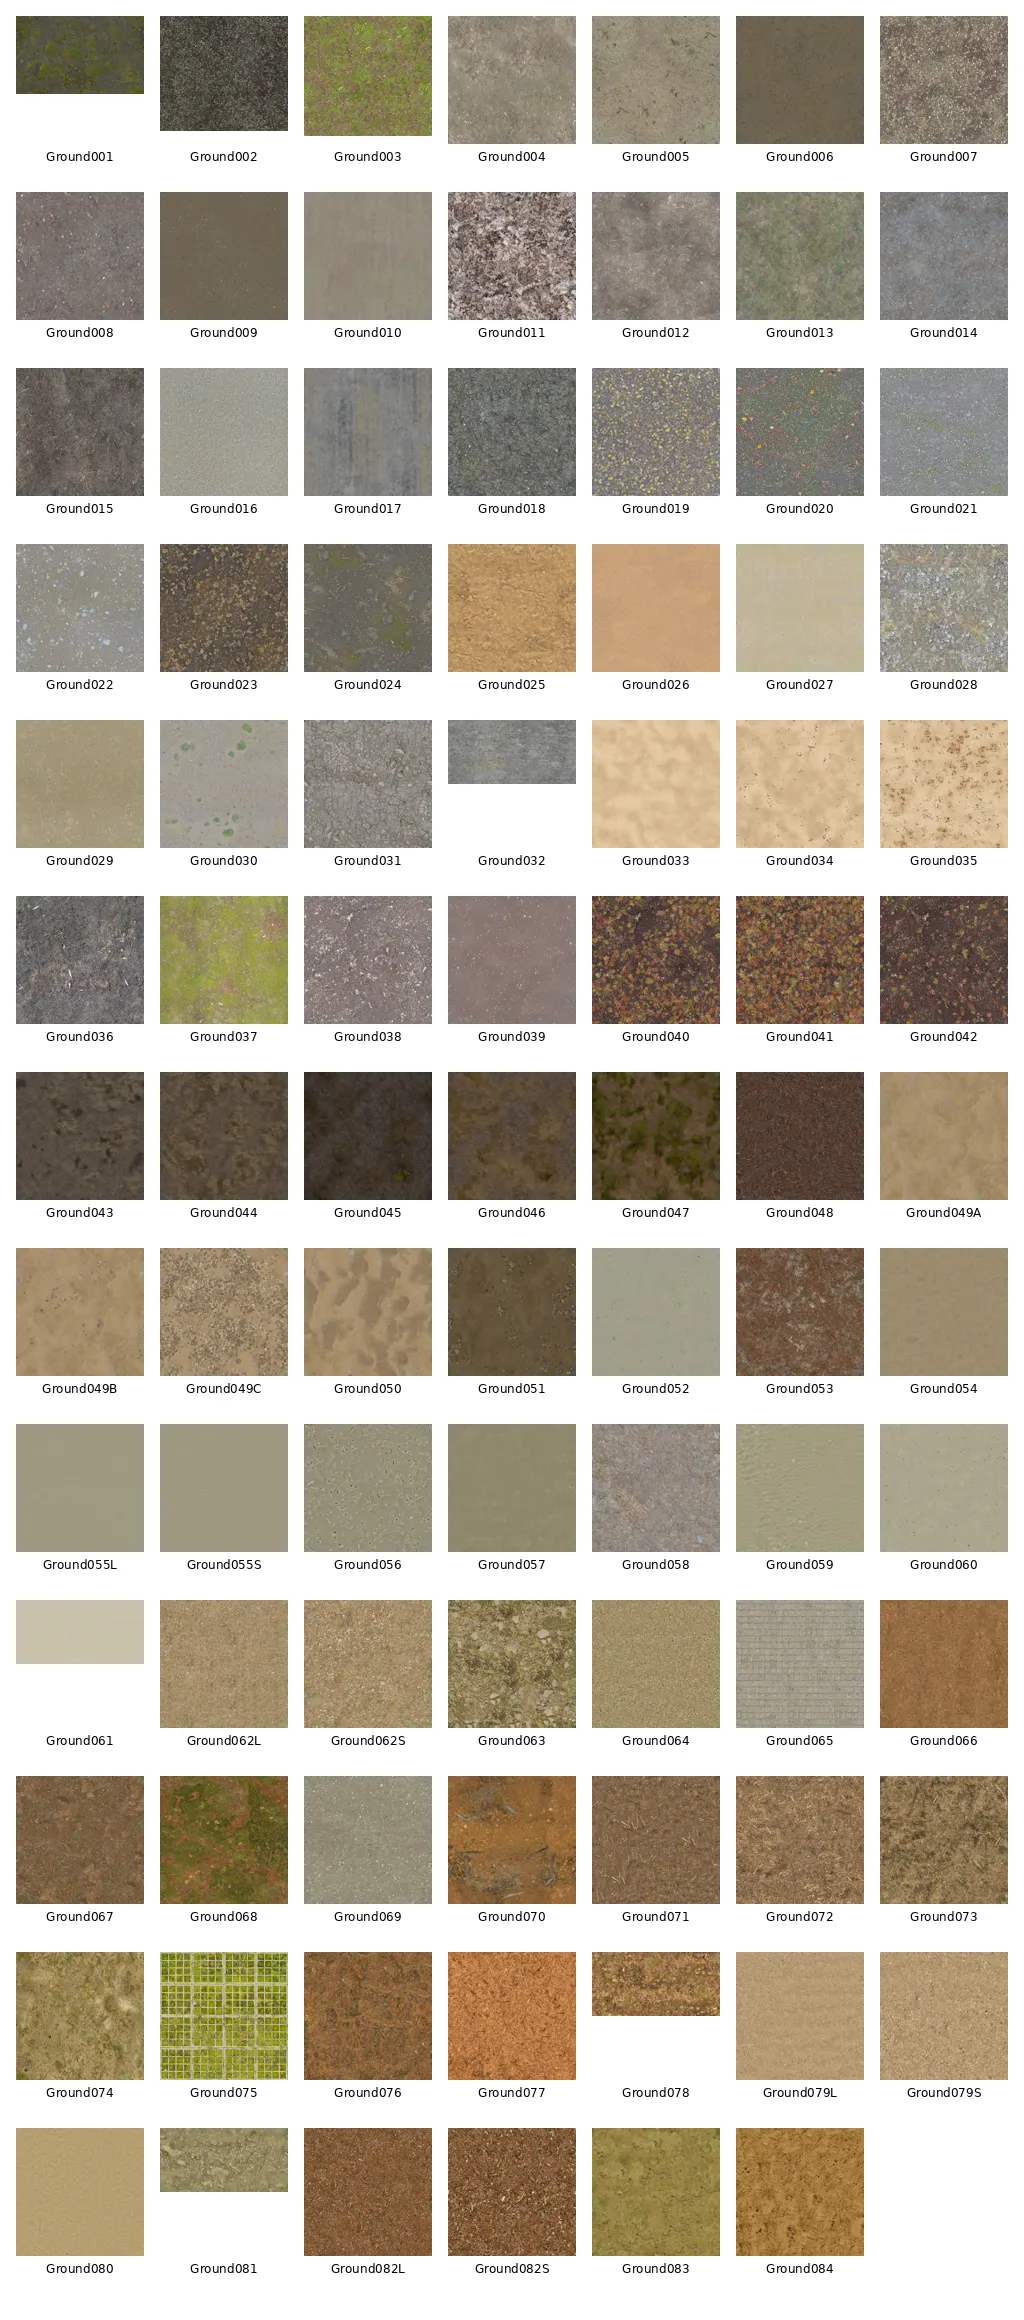 Ground001 Ground002 Ground003 Ground004 Ground005 Ground006 Ground007
Ground008 Ground009 Ground010 Ground011 Ground012 Ground013 Ground014
Ground015 Ground016 Ground017 Ground018 Ground019 Ground020 Ground021
Ground022 Ground023 Ground024 Ground025 Ground026 Ground027 Ground028
Ground029 Ground030 Ground031 Ground032 Ground033 Ground034 Ground035
Ground036 Ground037 Ground038 Ground039 Ground040 Ground041 Ground042
Ground043 Ground044 Ground045 Ground046 Ground047 Ground048 Ground049A
Ground049B Ground049C Ground050 Ground051 Ground052 Ground053 Ground054
Ground055L Ground055S Ground056 Ground057 Ground058 Ground059 Ground060
Ground061 Ground062L Ground062S Ground063 Ground064 Ground065 Ground066
Ground067 Ground068 Ground069 Ground070 Ground071 Ground072 Ground073
Ground074 Ground075 Ground076 Ground077 Ground078 Ground079L Ground079S
Ground080 Ground081 Ground082L Ground082S Ground083 Ground084